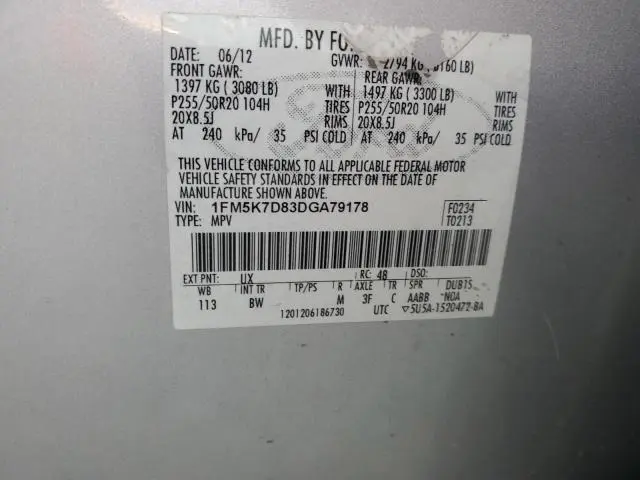 MFD. BY FO
DATE: 06/12 GVWR: 2794 KG ( 6160 LB)
FRONT GAWR: REAR GAWR:
1397 KG ( 3080 LB) WITH 1497 KG ( 3300 LB) WITH
P255/50R20 104H TIRES P255/50R20 104H TIRES
20X8.5J RIMS 20X8.5J RIMS
AT 240 kPa/ 35 PSI COLD AT 240 kPa/ 35 PSI COLD
THIS VEHICLE CONFORMS TO ALL APPLICABLE FEDERAL MOTOR
VEHICLE SAFETY STANDARDS IN EFFECT ON THE DATE OF
MANUFACTURE SHOWN ABOVE.
VIN: 1FM5K7D83DGA79178 F0234
TYPE: MPV T0213
EXT PNT: UX RC: 48 DSO:
WB INT TR TP/PS R AXLE TR SPR DUB15
113 BW M 3F C AABB NOA
1201206186730 UTC ▽5U5A-1520472-BA